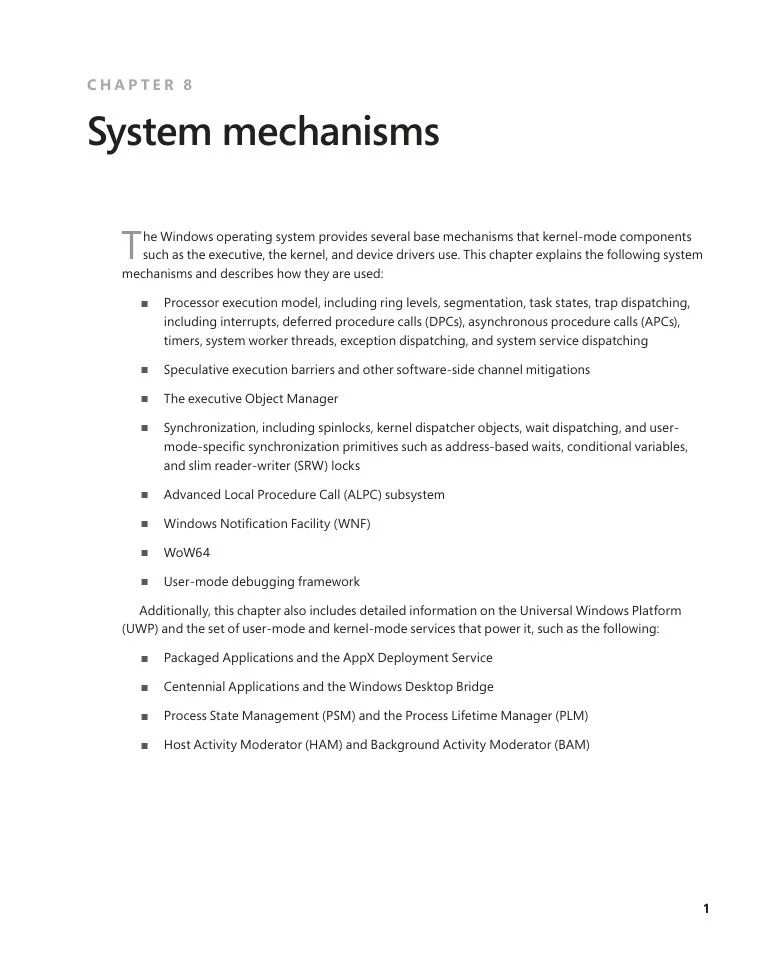 CHAPTER 8
System mechanisms
The Windows operating system provides several base mechanisms that kernel-mode components
such as the executive, the kernel, and device drivers use. This chapter explains the following system
mechanisms and describes how they are used:
■ Processor execution model, including ring levels, segmentation, task states, trap dispatching,
including interrupts, deferred procedure calls (DPCs), asynchronous procedure calls (APCs),
timers, system worker threads, exception dispatching, and system service dispatching
■ Speculative execution barriers and other software-side channel mitigations
■ The executive Object Manager
■ Synchronization, including spinlocks, kernel dispatcher objects, wait dispatching, and user-
mode-specific synchronization primitives such as address-based waits, conditional variables,
and slim reader-writer (SRW) locks
■ Advanced Local Procedure Call (ALPC) subsystem
■ Windows Notification Facility (WNF)
■ WoW64
■ User-mode debugging framework
Additionally, this chapter also includes detailed information on the Universal Windows Platform
(UWP) and the set of user-mode and kernel-mode services that power it, such as the following:
■ Packaged Applications and the AppX Deployment Service
■ Centennial Applications and the Windows Desktop Bridge
■ Process State Management (PSM) and the Process Lifetime Manager (PLM)
■ Host Activity Moderator (HAM) and Background Activity Moderator (BAM)
1